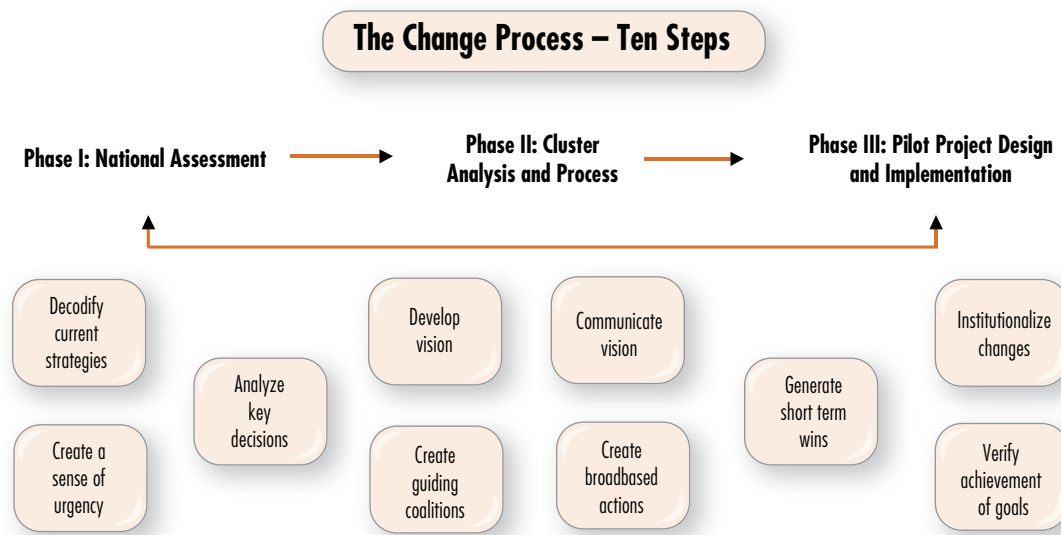 The Change Process – Ten Steps
Phase I: National Assessment
Phase II: Cluster
Analysis and Process
Phase III: Pilot Project Design
and Implementation
Decodify
current
strategies
Create a
sense of
urgency
Analyze
key
decisions
Develop
vision
Create
guiding
coalitions
Communicate
vision
Create
broadbased
actions
Generate
short term
wins
Institutionalize
changes
Verify
achievement
of goals